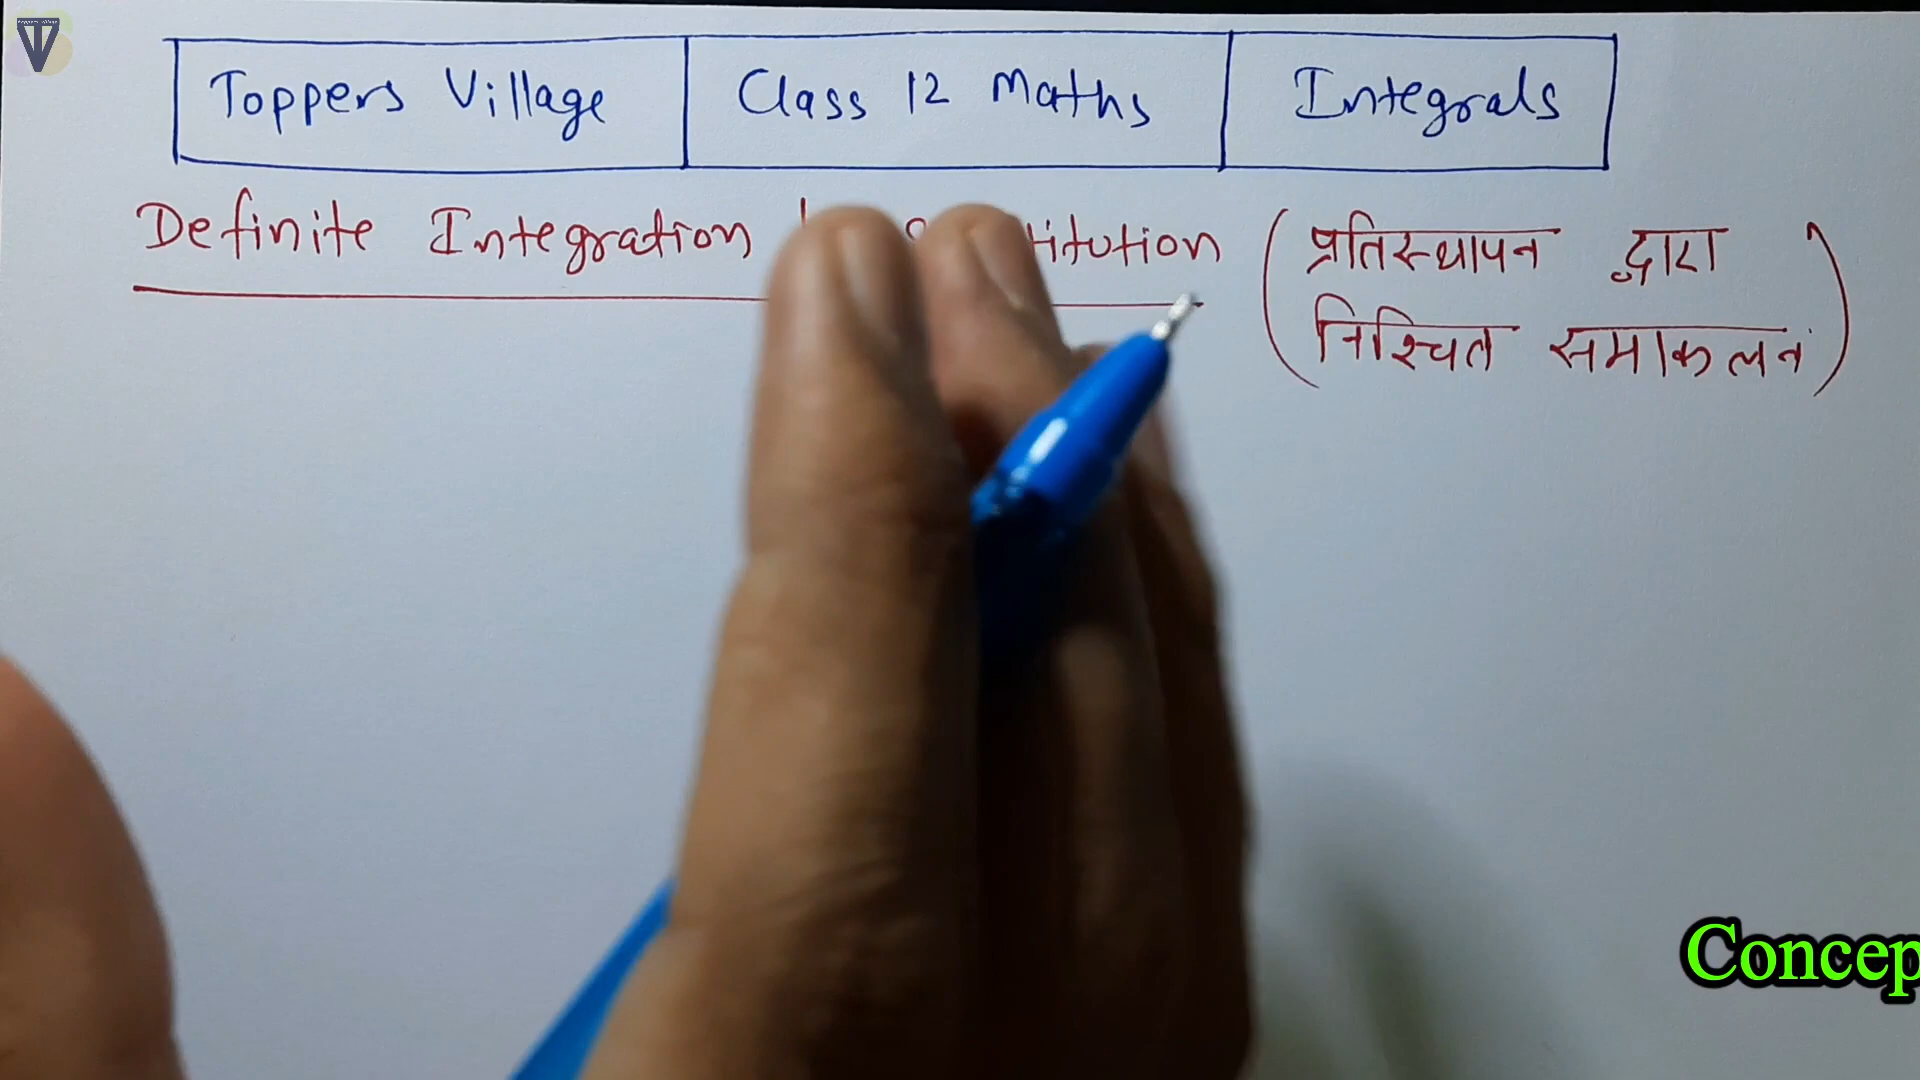 Toppers Village Class 12 Maths Integrals
Definite Integration titution (प्रतिस्थापन द्वारा
निश्चित समाकलन)
Concep